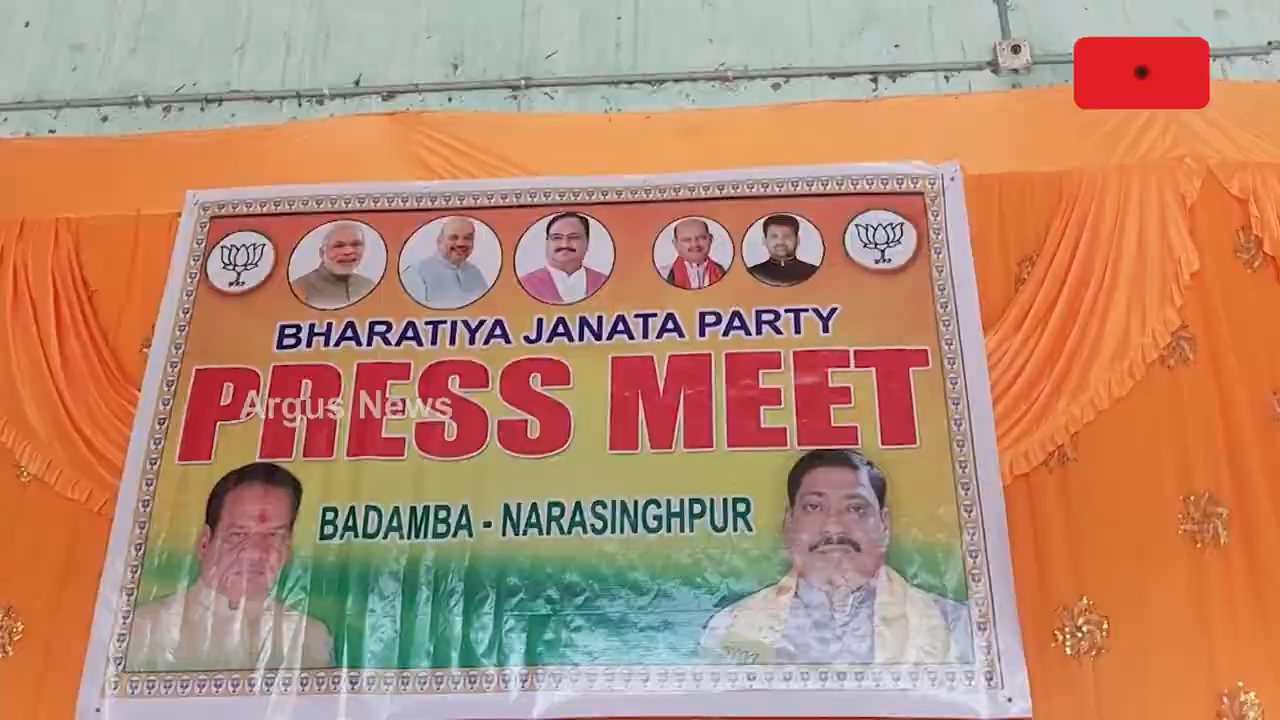 BHARATIYA JANATA PARTY
PRESS MEET
Argus News
BADAMBA - NARASINGHPUR